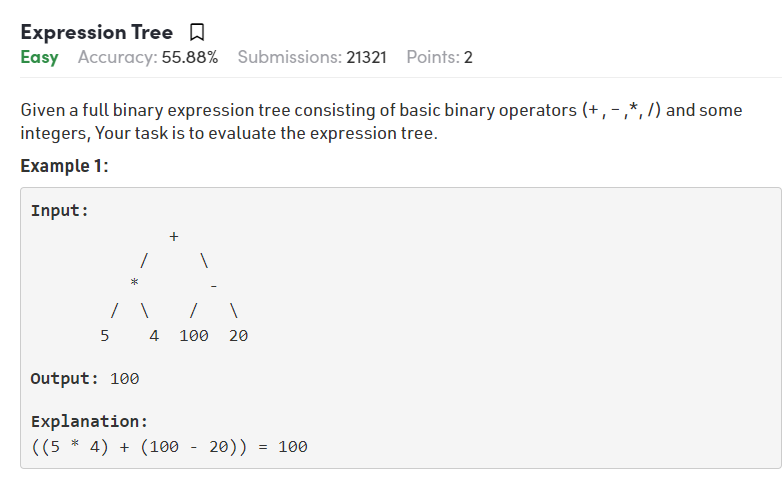 Expression Tree
Easy Accuracy: 55.88% Submissions: 21321 Points: 2
Given a full binary expression tree consisting of basic binary operators (+ , – ,*, /) and some
integers, Your task is to evaluate the expression tree.
Example 1:
Input:
+
/ \
* -
/ \ / \
5 4 100 20
Output: 100
Explanation:
((5 * 4) + (100 - 20)) = 100